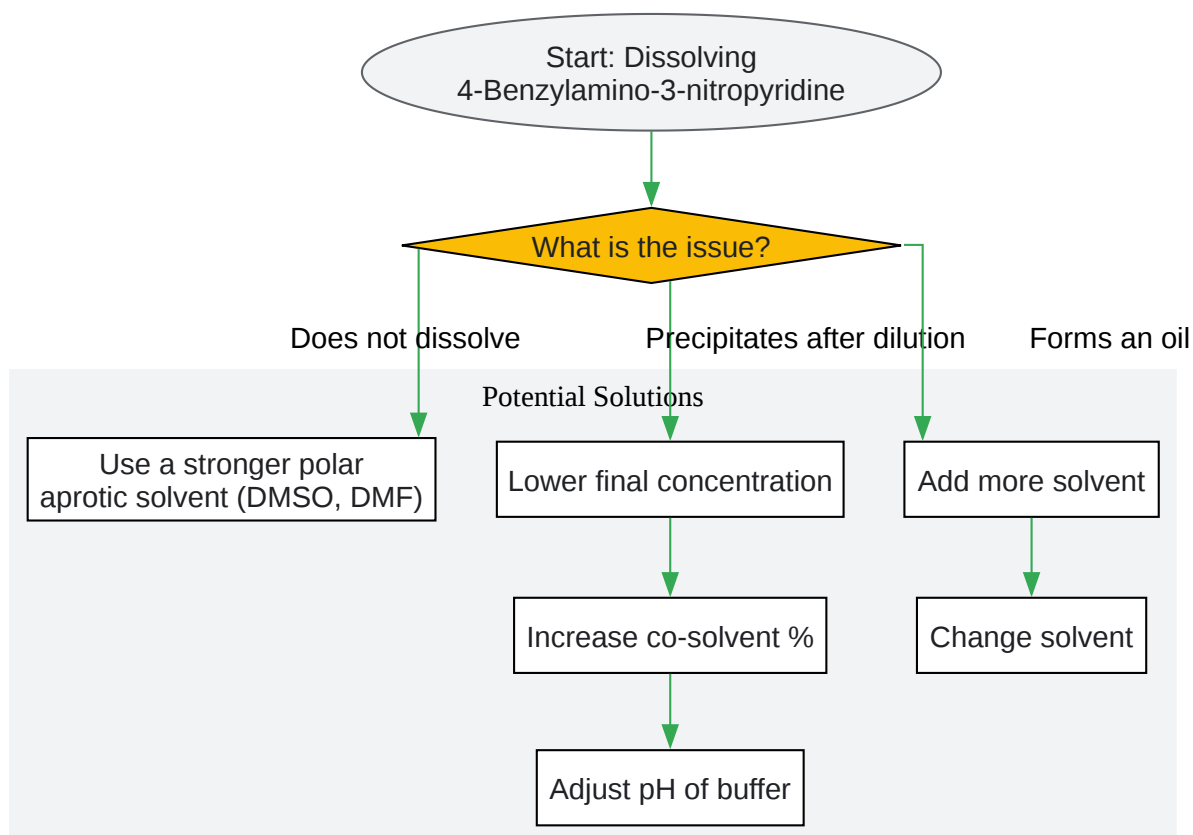 Start: Dissolving
4-Benzylamino-3-nitropyridine
What is the issue?
Does not dissolve
Precipitates after dilution
Forms an oil
Potential Solutions
Use a stronger polar
aprotic solvent (DMSO, DMF)
Lower final concentration
Add more solvent
Increase co-solvent %
Change solvent
Adjust pH of buffer